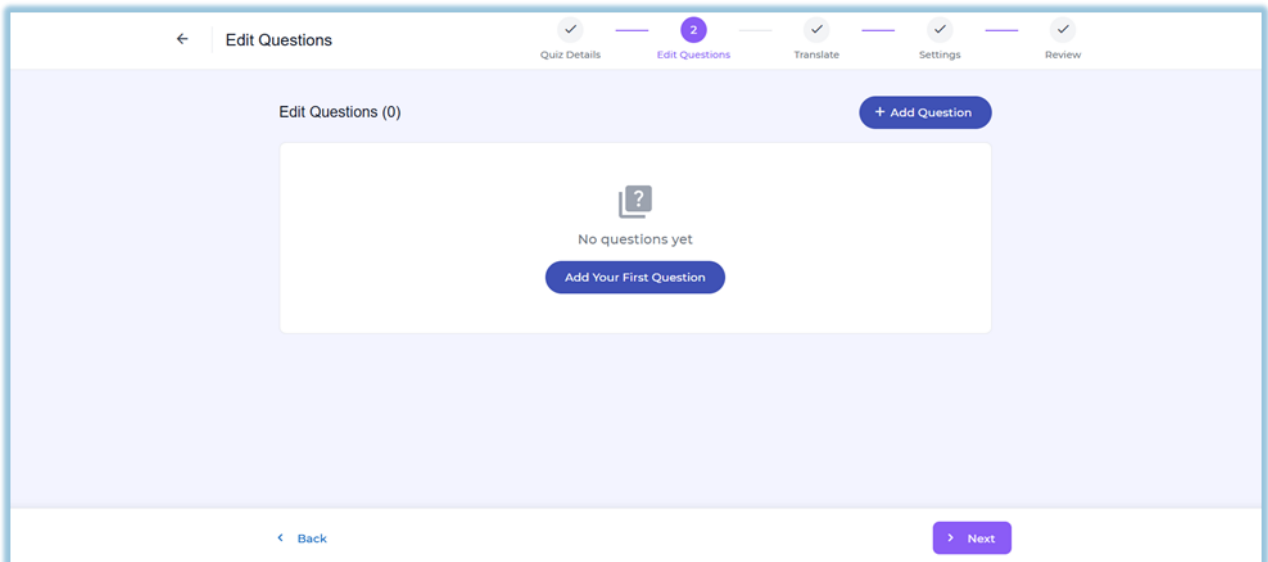 Edit Questions
2
Quiz Details
Edit Questions
Translate
Settings
Review
Edit Questions (0)
+ Add Question
?
No questions yet
Add Your First Question
Back
Next